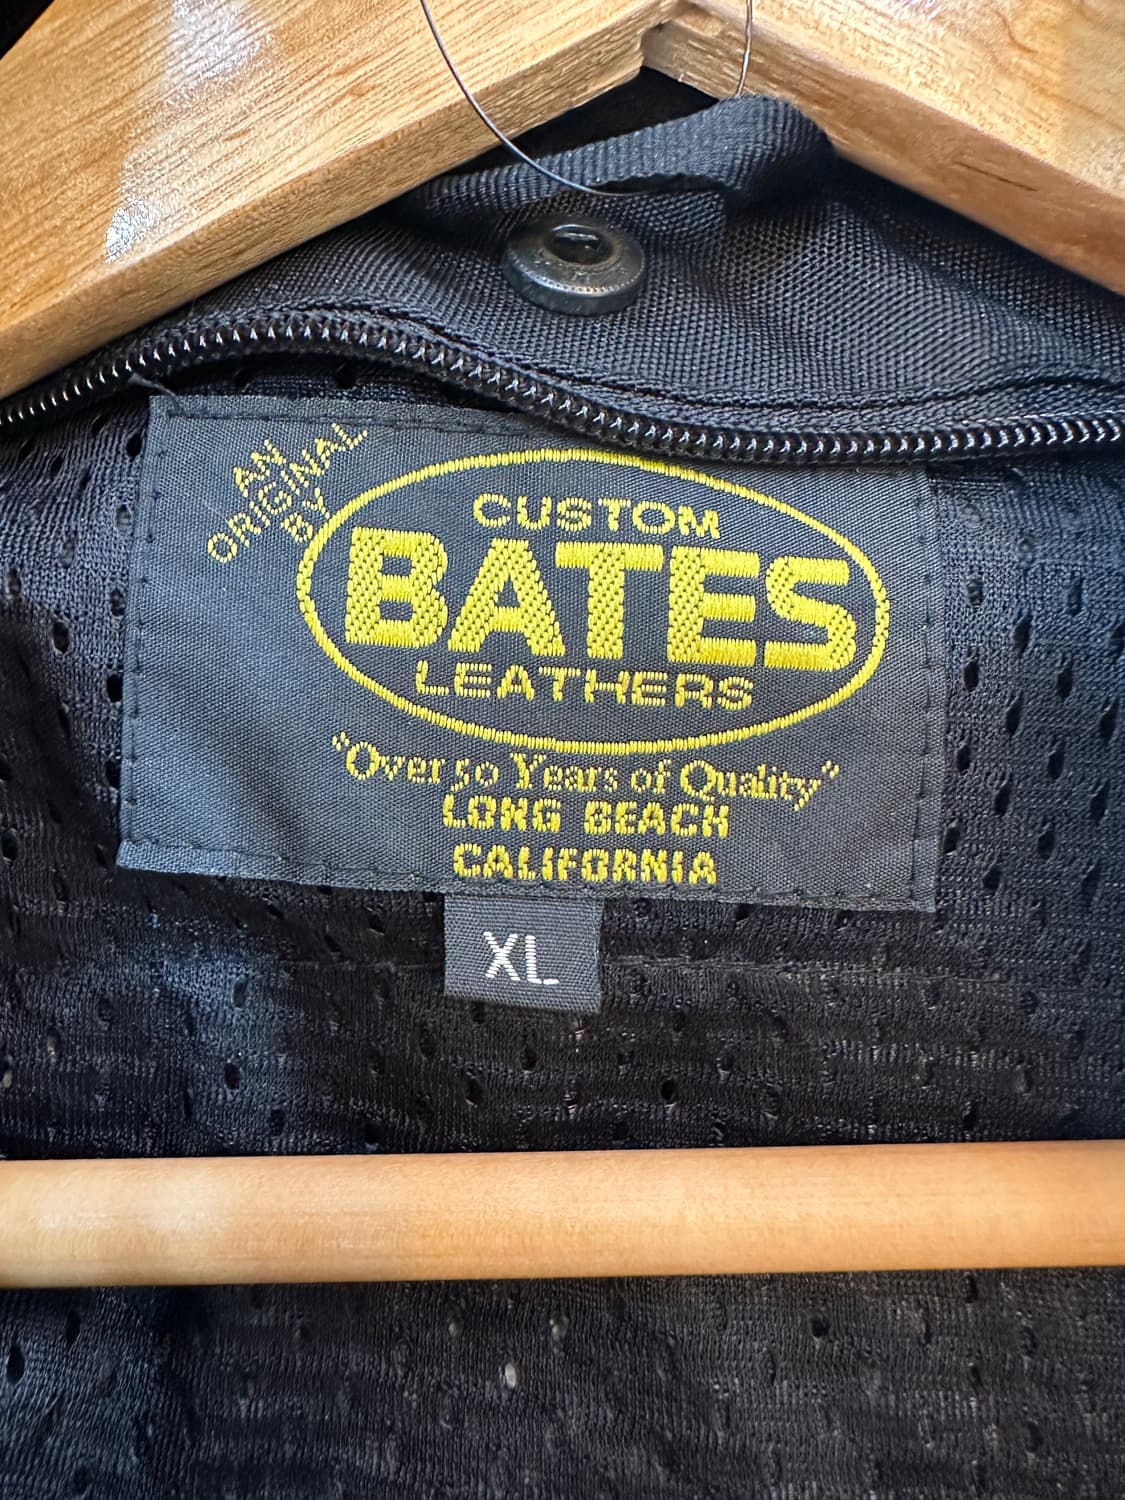 AN
ORIGINAL
BY
CUSTOM
BATES
LEATHERS
"Over 50 Years of Quality"
LONG BEACH
CALIFORNIA
XL